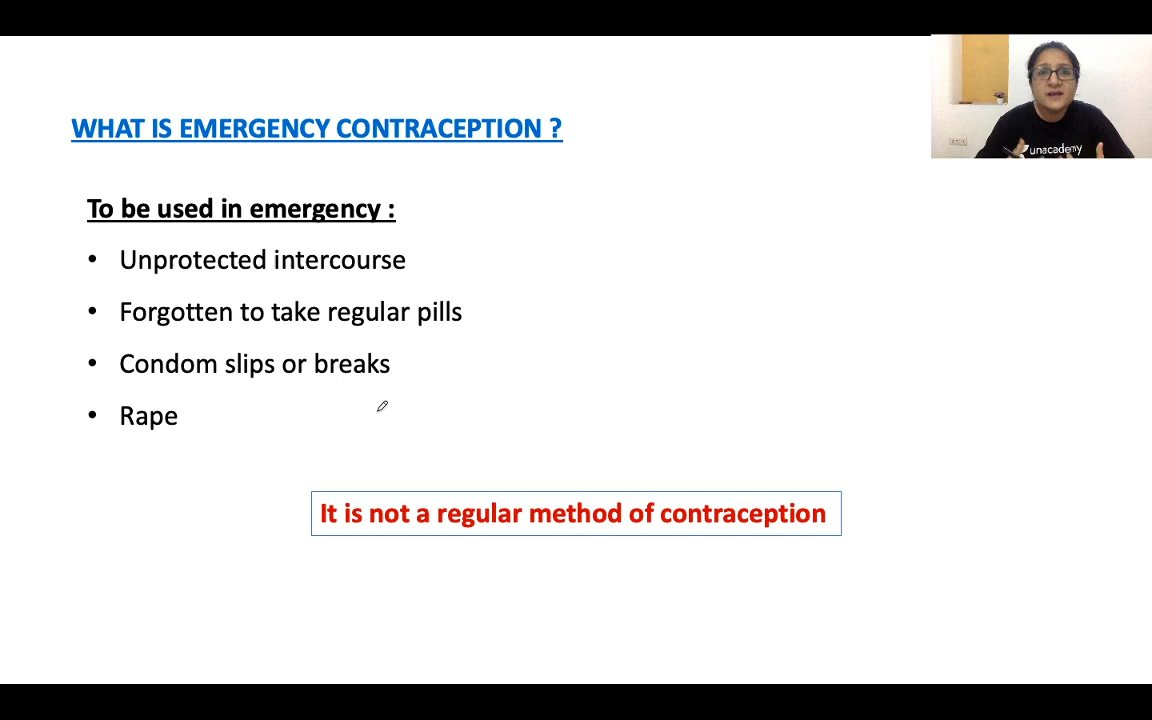 WHAT IS EMERGENCY CONTRACEPTION ?
unacademy
To be used in emergency :
• Unprotected intercourse
• Forgotten to take regular pills
• Condom slips or breaks
• Rape
It is not a regular method of contraception